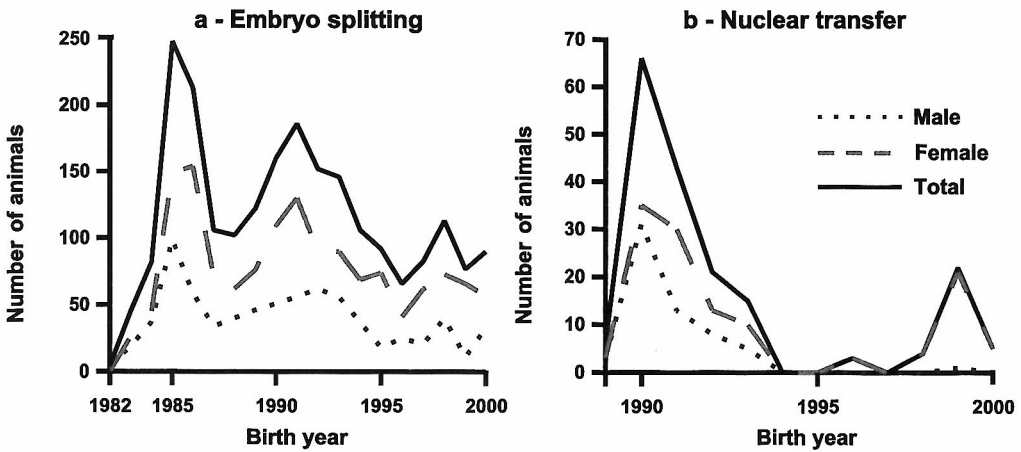 a - Embryo splitting
250
200
150
100
50
0
Number of animals
1982 1985 1990 1995 2000
Birth year
b - Nuclear transfer
70
60
50
40
30
20
10
0
Number of animals
Male
Female
Total
1990 1995 2000
Birth year